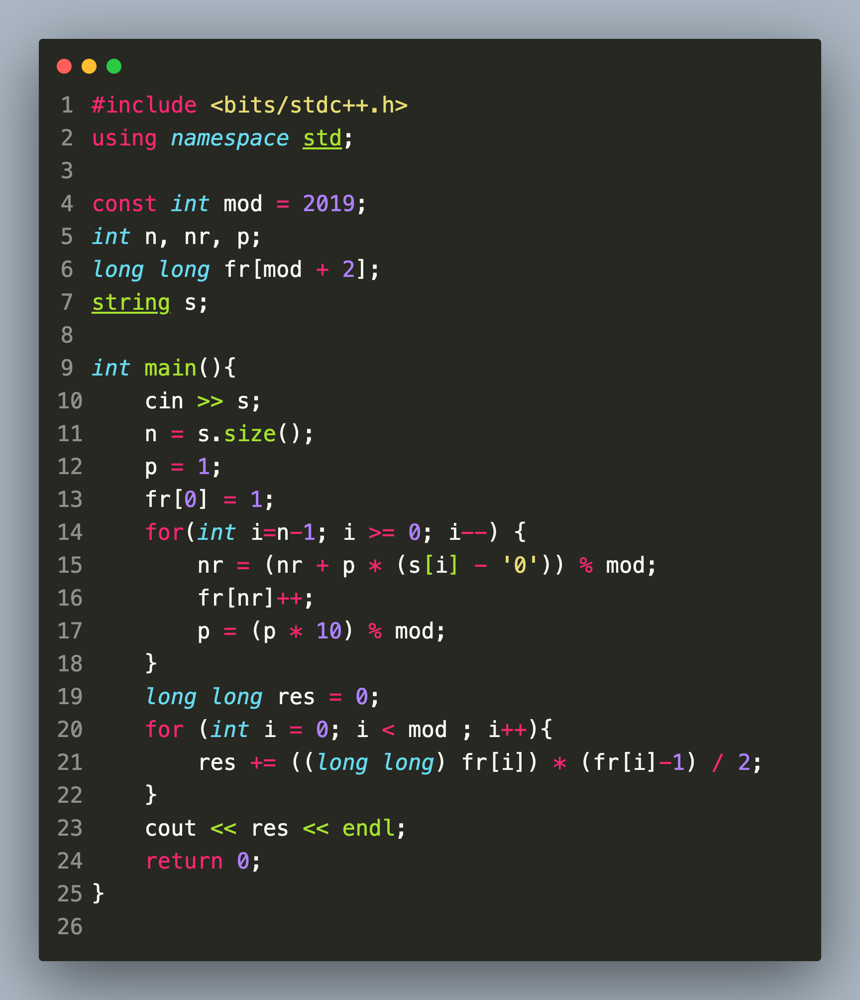 1 #include <bits/stdc++.h>
2 using namespace std;
3
4 const int mod = 2019;
5 int n, nr, p;
6 long long fr[mod + 2];
7 string s;
8
9 int main(){
10     cin >> s;
11     n = s.size();
12     p = 1;
13     fr[0] = 1;
14     for(int i=n-1; i >= 0; i--) {
15         nr = (nr + p * (s[i] - '0')) % mod;
16         fr[nr]++;
17         p = (p * 10) % mod;
18     }
19     long long res = 0;
20     for (int i = 0; i < mod ; i++){
21         res += ((long long) fr[i]) * (fr[i]-1) / 2;
22     }
23     cout << res << endl;
24     return 0;
25 }
26